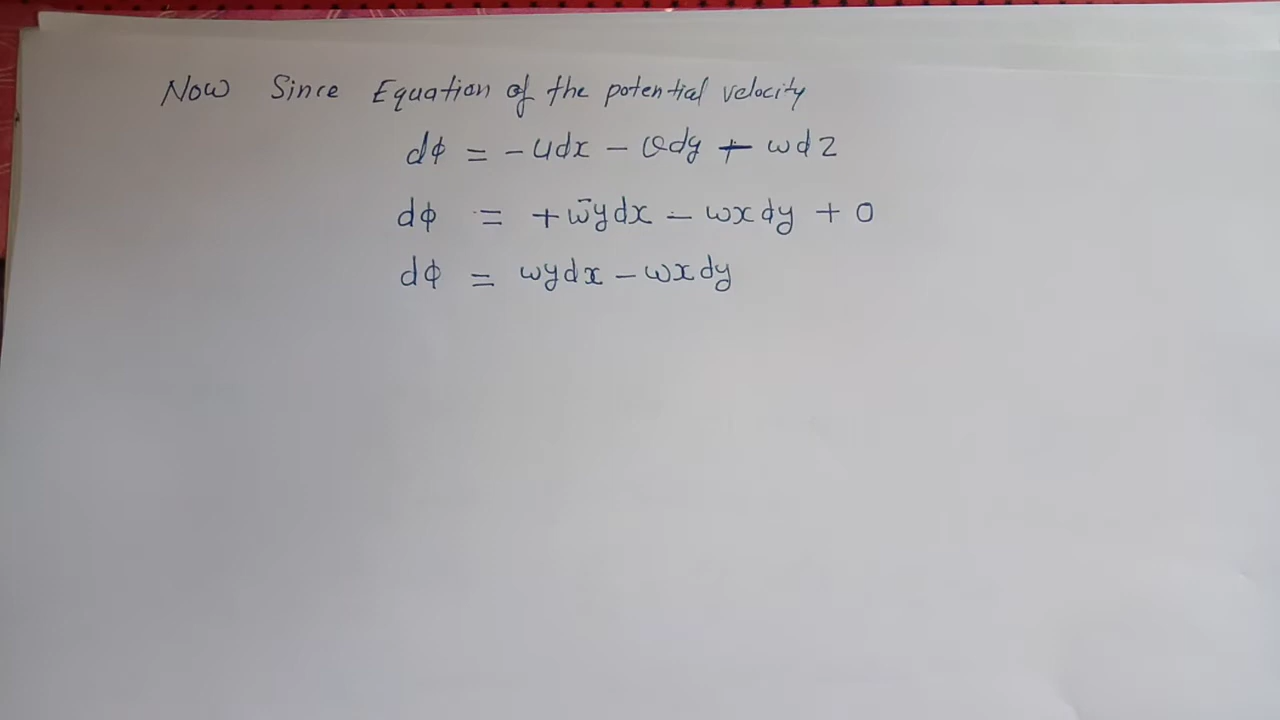 Now Since Equation of the potential velocity
dϕ = - udx - vdy + wdz
dϕ = + ωydx - ωxdy + 0
dϕ = ωydx - ωxdy